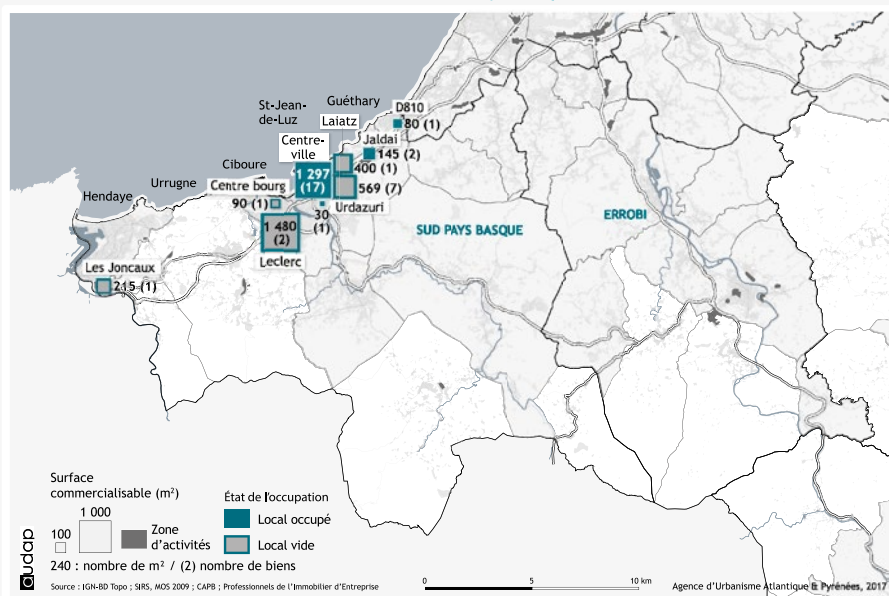 D810
80 (1)
Guéthary
St-Jean-
de-Luz
Laiatz
Jaldai
145 (2)
Centre-
ville
400 (1)
Ciboure
1 297
(17)
569 (7)
Urrugne
Centre bourg
Hendaye
90 (1)
30
(1)
Urdazuri
1 480
(2)
Leclerc
SUD PAYS BASQUE
ERROBI
Les Joncaux
215 (1)
Surface
commercialisable (m²)
1 000
100
Zone
d'activités
État de l'occupation
Local occupé
Local vide
240 : nombre de m² / (2) nombre de biens
audap
Source : IGN-BD Topo ; SIRS, MOS 2009 ; CAPB ; Professionnels de l'Immobilier d'Entreprise
0 5 10 km
Agence d'Urbanisme Atlantique & Pyrénées, 2017